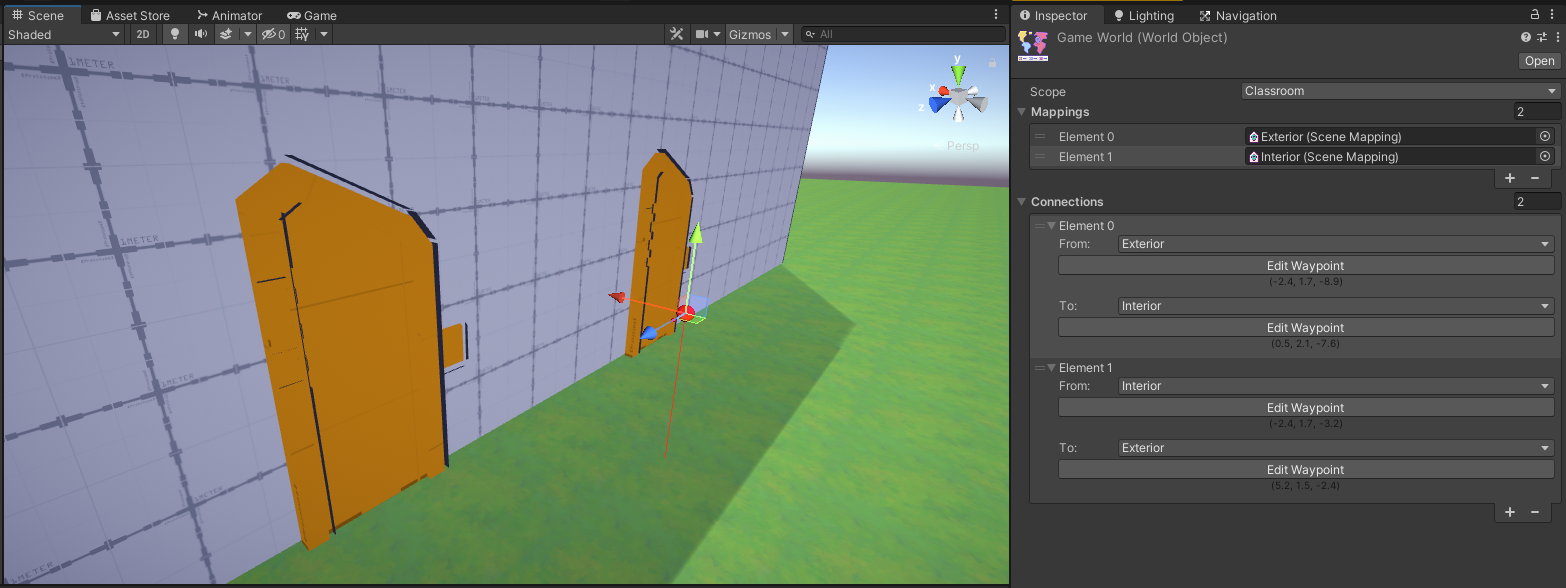 Scene Asset Store Animator Game
Shaded 2D 0 Gizmos All
1METER
1METER
1METER
1METER
1METER
y
x
z
Persp
Inspector Lighting Navigation
Game World (World Object)
Open
Scope Classroom
Mappings 2
Element 0 Exterior (Scene Mapping)
Element 1 Interior (Scene Mapping)
+ −
Connections 2
Element 0
From: Exterior
Edit Waypoint
(-2.4, 1.7, -8.9)
To: Interior
Edit Waypoint
(0.5, 2.1, -7.6)
Element 1
From: Interior
Edit Waypoint
(-2.4, 1.7, -3.2)
To: Exterior
Edit Waypoint
(5.2, 1.5, -2.4)
+ −